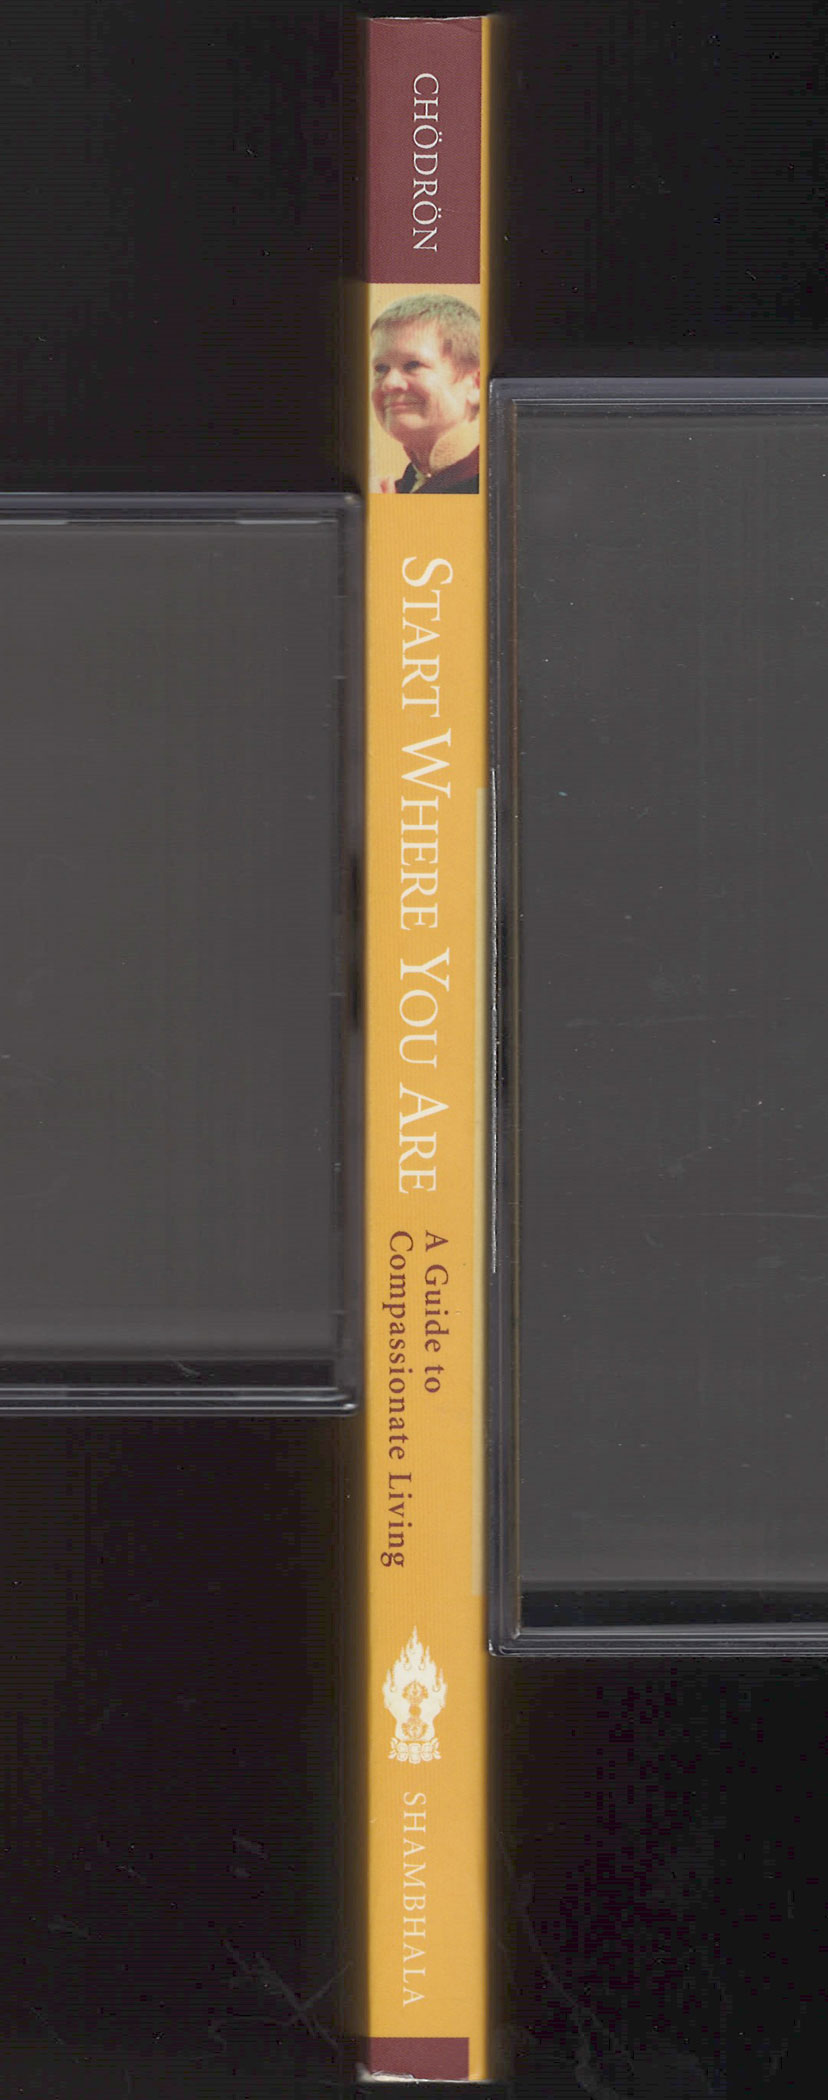 CHÖDRÖN
START WHERE YOU ARE
A Guide to
Compassionate Living
SHAMBHALA